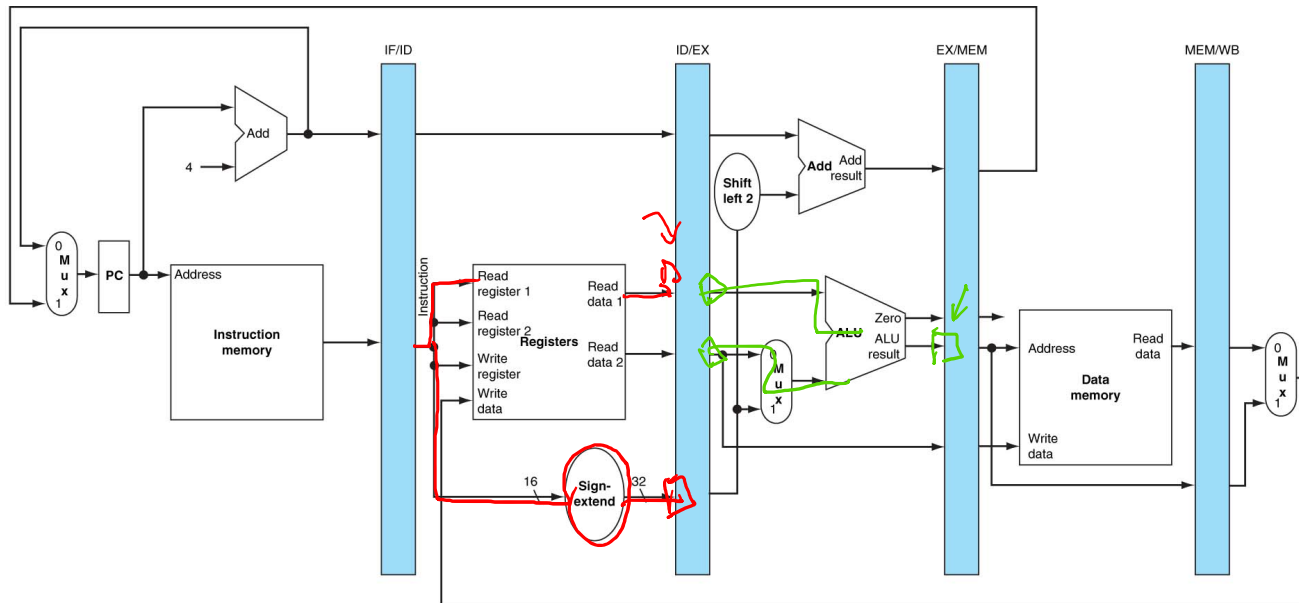 IF/ID
ID/EX
EX/MEM
MEM/WB
Add
4
Shift
left 2
Add
Add
result
0
M
u
x
1
PC
Address
Instruction
memory
Instruction
Read
register 1
Read
register 2
Write
register
Write
data
Registers
Read
data 1
Read
data 2
16
Sign-
extend
32
0
M
u
x
1
ALU
Zero
ALU
result
Address
Write
data
Data
memory
Read
data
0
M
u
x
1